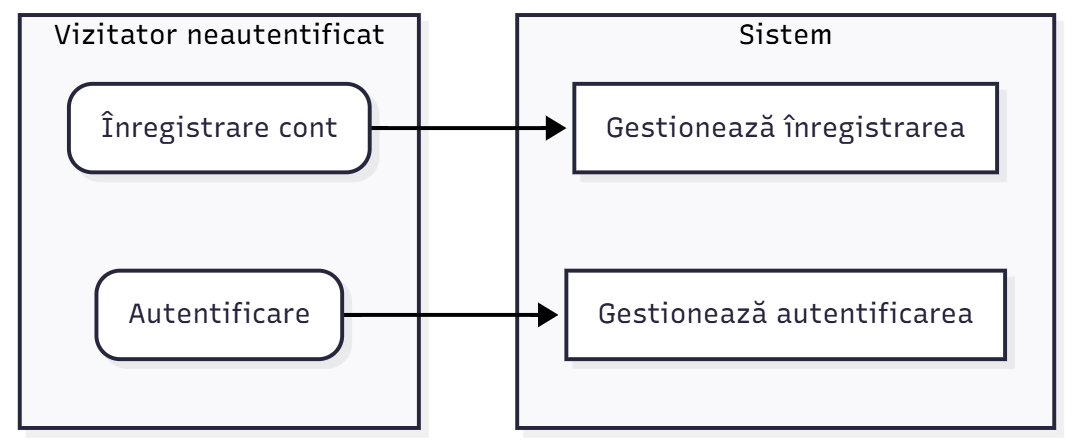 Vizitator neautentificat
Sistem
Înregistrare cont
Gestionează înregistrarea
Autentificare
Gestionează autentificarea